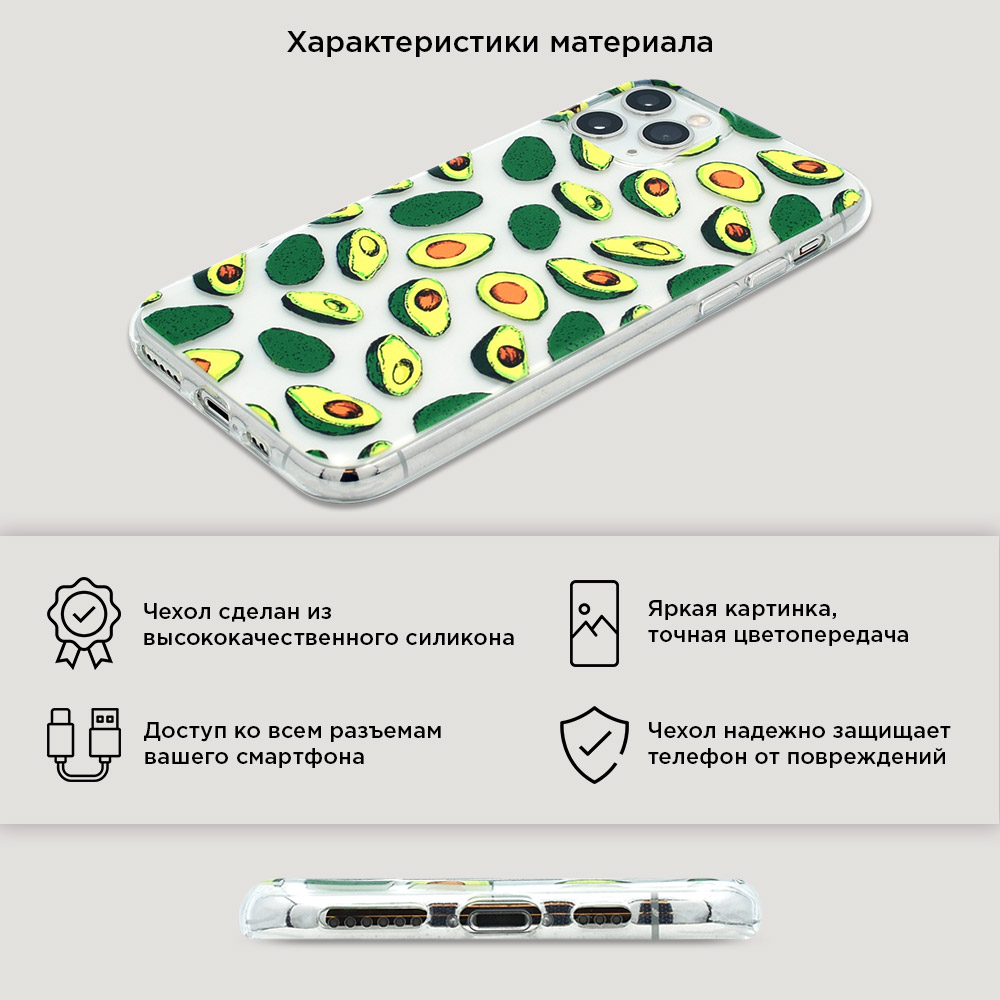 Характеристики материала
Чехол сделан из
высококачественного силикона
Яркая картинка,
точная цветопередача
Доступ ко всем разъемам
вашего смартфона
Чехол надежно защищает
телефон от повреждений